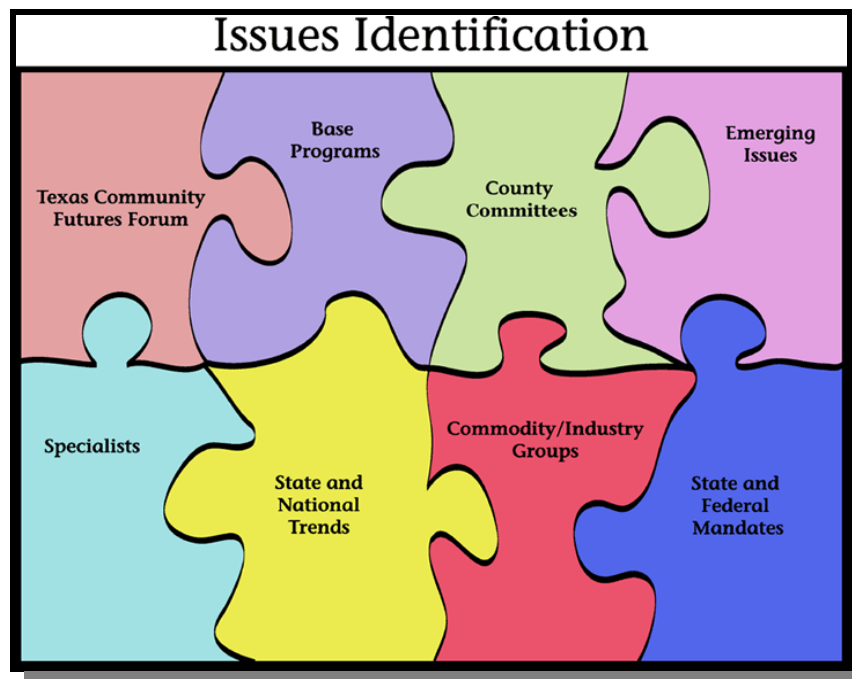 Issues Identification
Base
Programs
Emerging
Issues
Texas Community
Futures Forum
County
Committees
Specialists
State and
National
Trends
Commodity/Industry
Groups
State and
Federal
Mandates